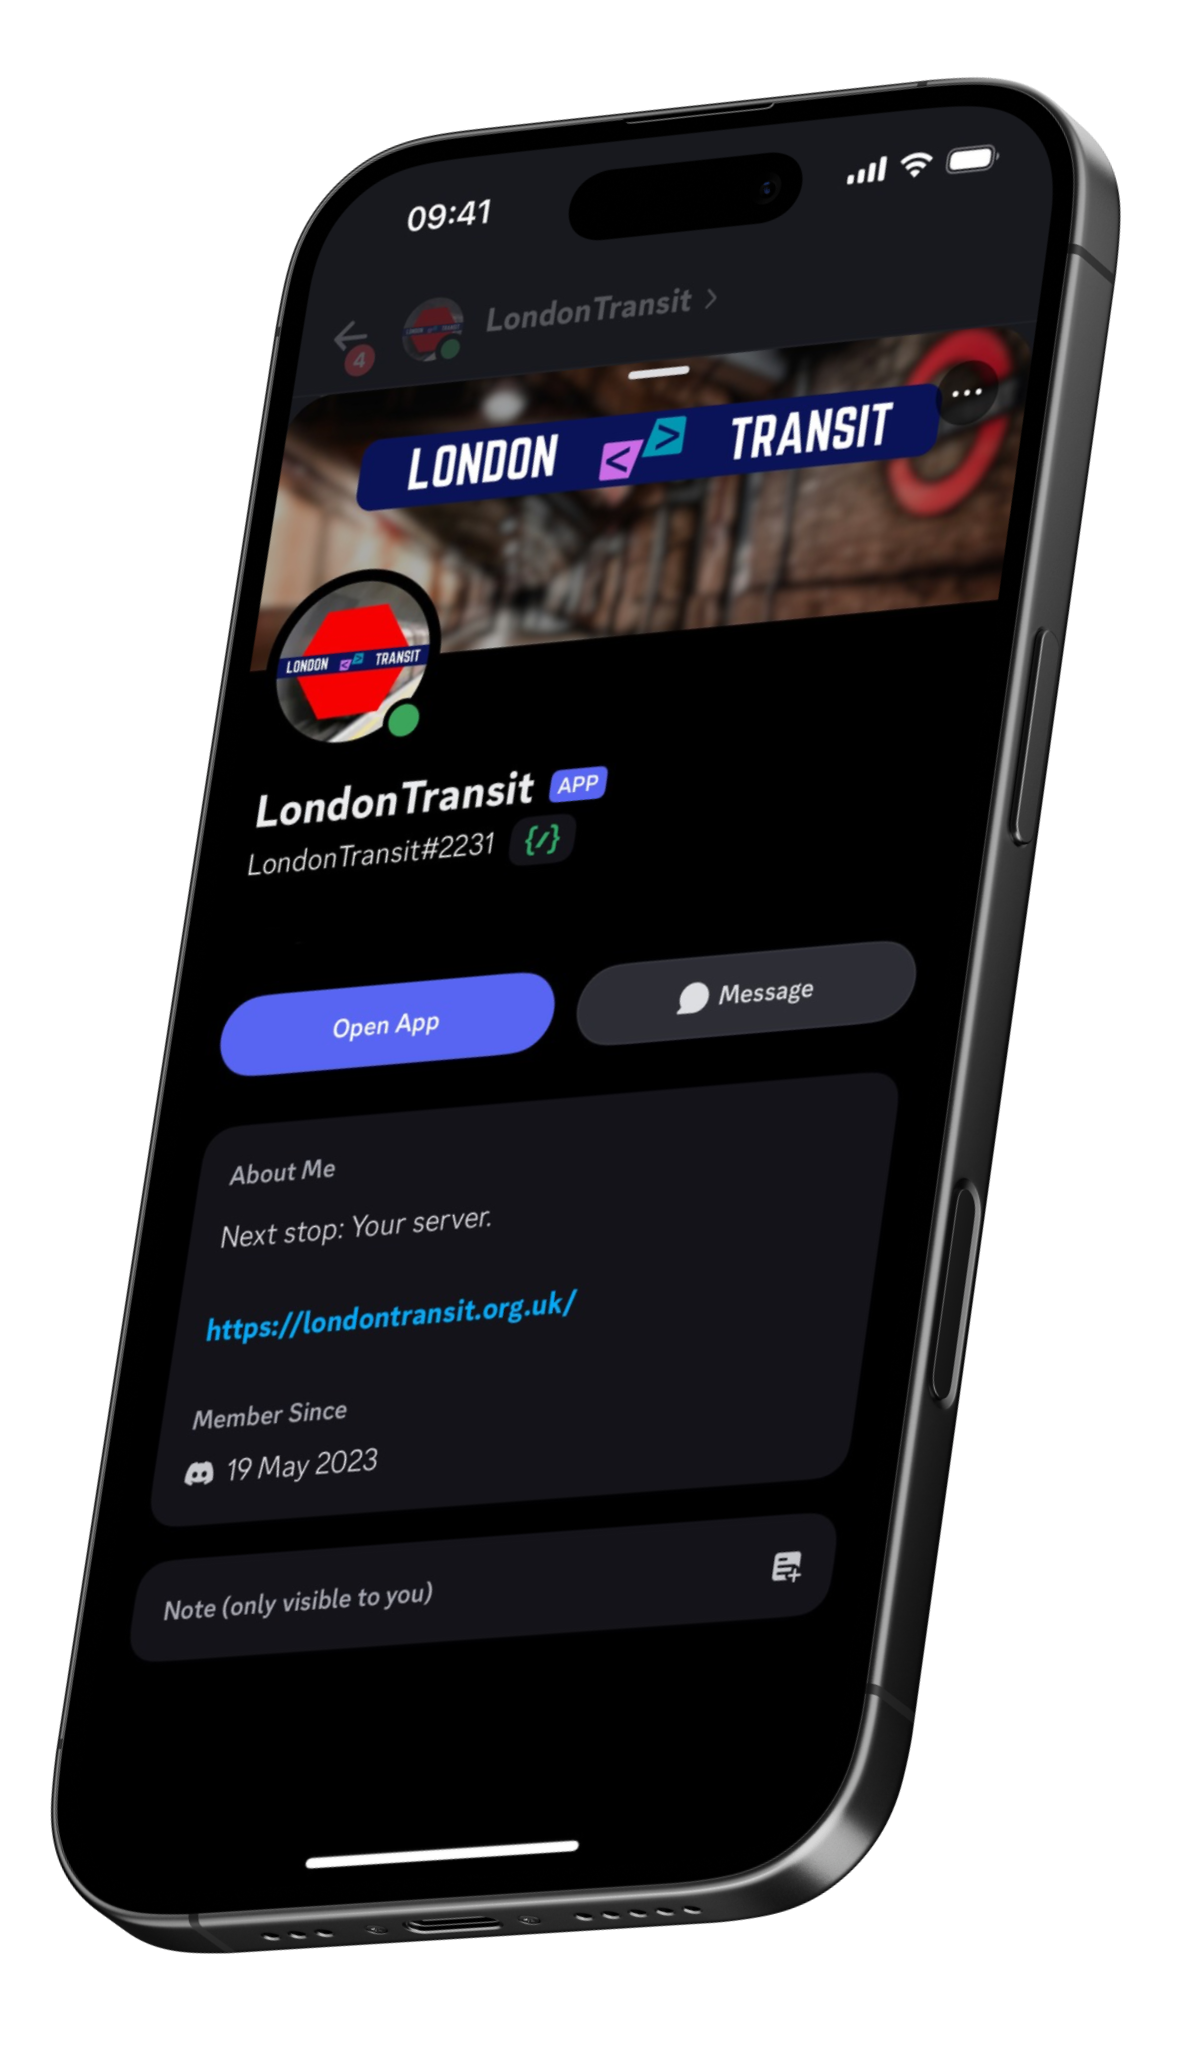 09:41
4
LondonTransit
LONDON < > TRANSIT
LONDON < > TRANSIT
LondonTransit APP
LondonTransit#2231 {/}
Open App
Message
About Me
Next stop: Your server.
https://londontransit.org.uk/
Member Since
19 May 2023
Note (only visible to you)